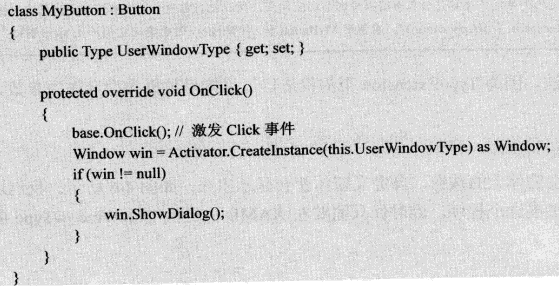 class MyButton : Button
{
public Type UserWindowType { get; set; }
protected override void OnClick()
{
base.OnClick(); // 激发 Click 事件
Window win = Activator.CreateInstance(this.UserWindowType) as Window;
if (win != null)
{
win.ShowDialog();
}
}
}